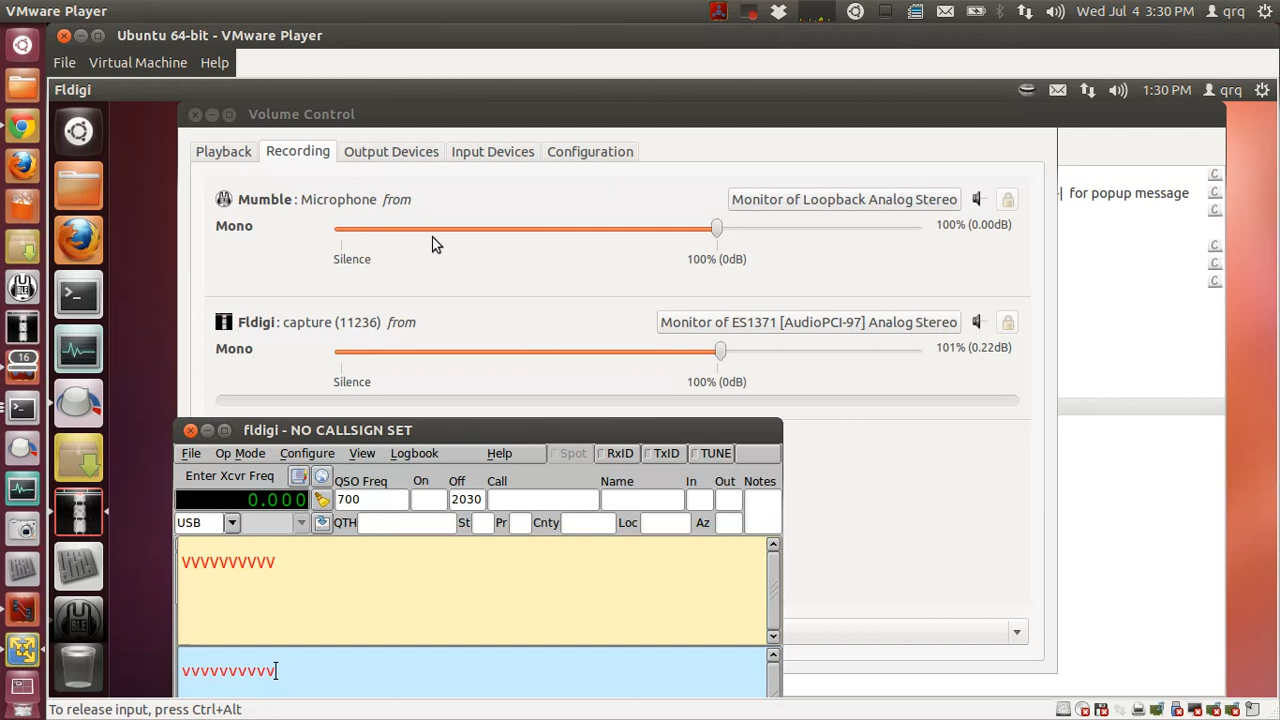 VMware Player
Wed Jul 4 3:30 PM qrq
Ubuntu 64-bit - VMware Player
File Virtual Machine Help
Fldigi
1:30 PM qrq
Volume Control
Playback Recording Output Devices Input Devices Configuration
Mumble : Microphone from Monitor of Loopback Analog Stereo
| for popup message
Mono 100% (0.00dB)
Silence 100% (0dB)
Fldigi : capture (11236) from Monitor of ES1371 [AudioPCI-97] Analog Stereo
Mono 101% (0.22dB)
Silence 100% (0dB)
16
fldigi - NO CALLSIGN SET
File Op Mode Configure View Logbook Help Spot RxID TxID TUNE
Enter Xcvr Freq QSO Freq On Off Call Name In Out Notes
0.000 700 2030
USB QTH St Pr Cnty Loc Az
VVVVVVVVVV
vvvvvvvvvv
To release input, press Ctrl+Alt
C
C
C
C
C
C